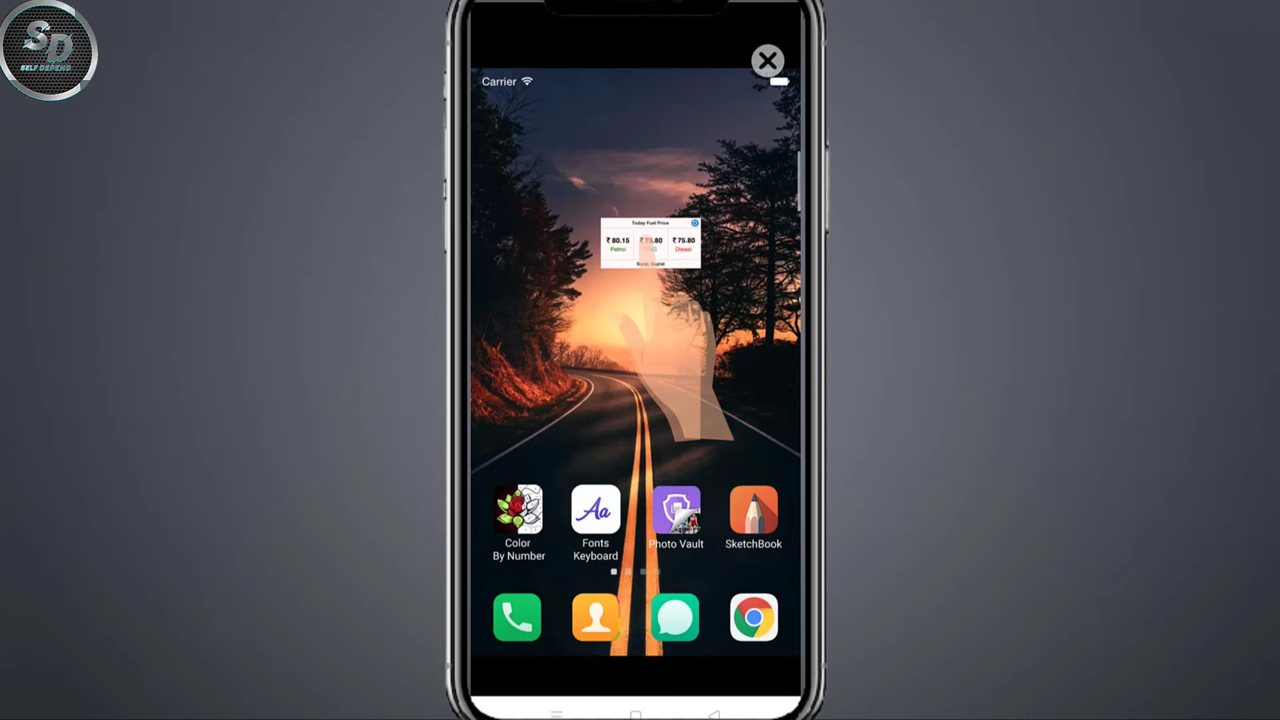 SD
SELF DEPEND
Carrier
Today Fuel Price
₹ 80.15
₹ 75.80
Petrol
Diesel
Color
By Number
Fonts
Keyboard
Photo Vault
SketchBook
Aa